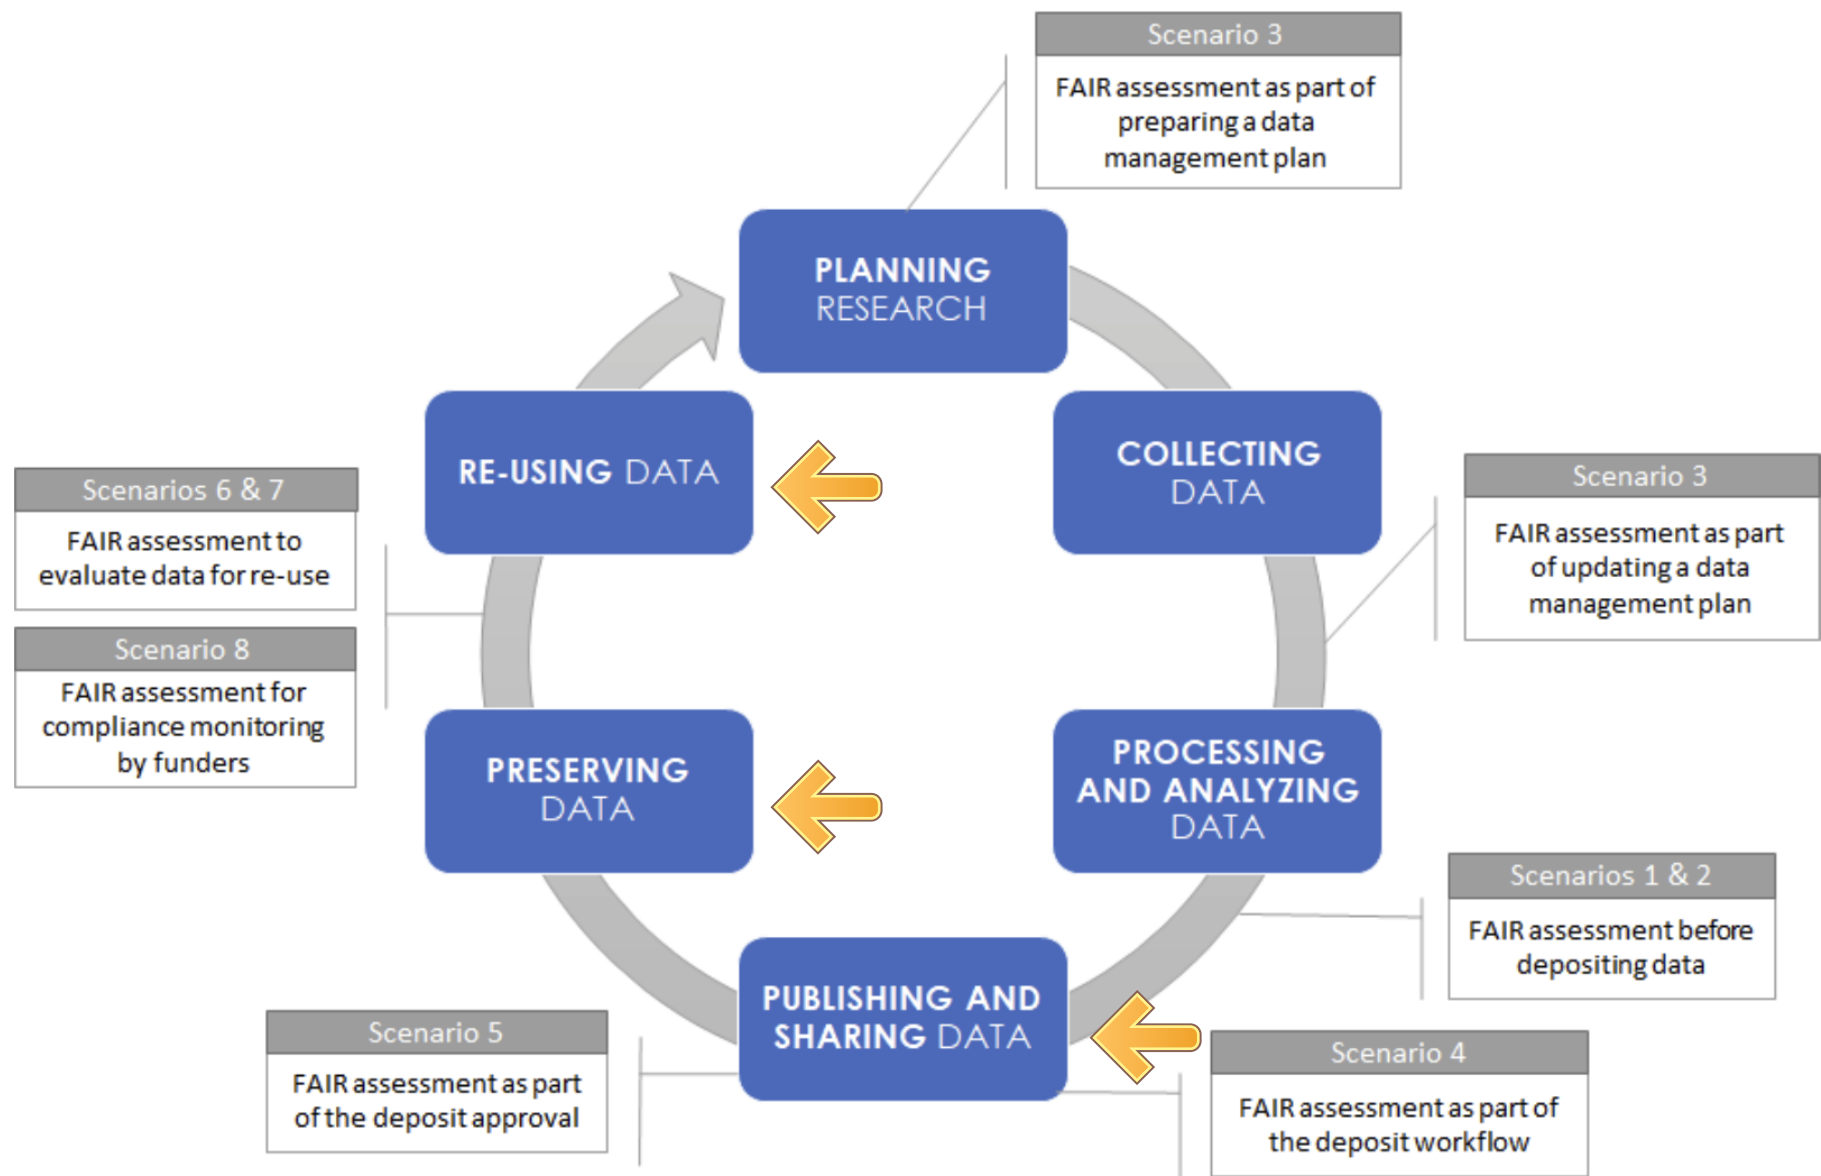 Scenario 3
FAIR assessment as part of
preparing a data
management plan
PLANNING
RESEARCH
COLLECTING
DATA
Scenario 3
FAIR assessment as part
of updating a data
management plan
PROCESSING
AND ANALYZING
DATA
Scenarios 1 & 2
FAIR assessment before
depositing data
PUBLISHING AND
SHARING DATA
Scenario 4
FAIR assessment as part of
the deposit workflow
Scenario 5
FAIR assessment as part
of the deposit approval
PRESERVING
DATA
Scenarios 6 & 7
FAIR assessment to
evaluate data for re-use
Scenario 8
FAIR assessment for
compliance monitoring
by funders
RE-USING DATA